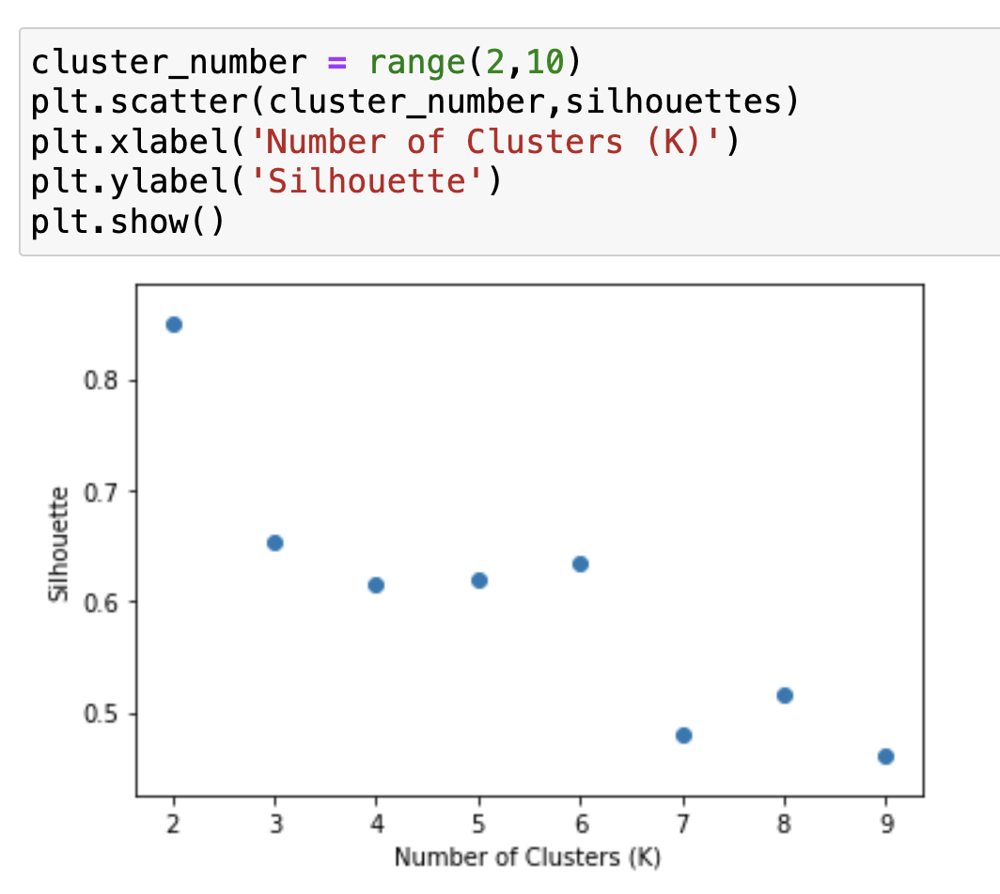 cluster_number = range(2,10)
plt.scatter(cluster_number,silhouettes)
plt.xlabel('Number of Clusters (K)')
plt.ylabel('Silhouette')
plt.show()
0.8
0.7
0.6
0.5
Silhouette
2 3 4 5 6 7 8 9
Number of Clusters (K)